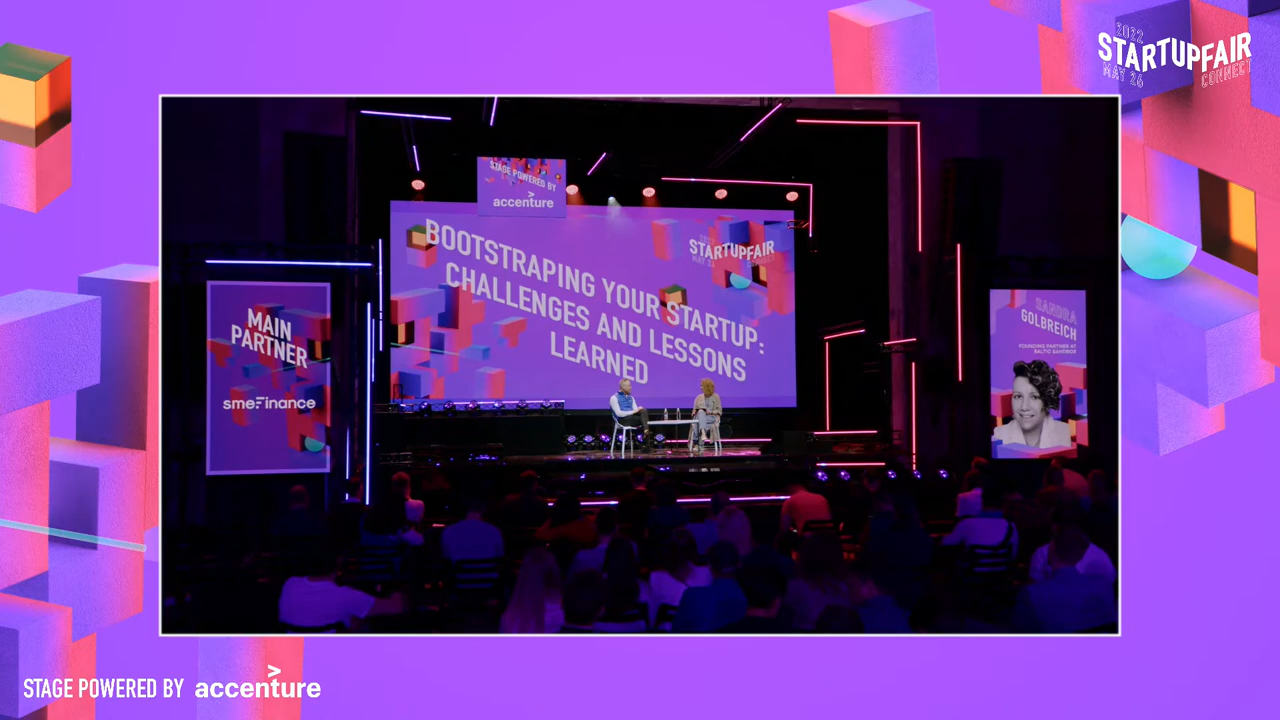 2022
STARTUPFAIR
MAY 26 CONNECT
STAGE POWERED BY
accenture
BOOTSTRAPING YOUR STARTUP:
CHALLENGES AND LESSONS
LEARNED
STARTUPFAIR
MAIN
PARTNER
smeFinance
SANDRA
GOLBREICH
FOUNDING PARTNER AT
BALTIC SANDBOX
STAGE POWERED BY accenture